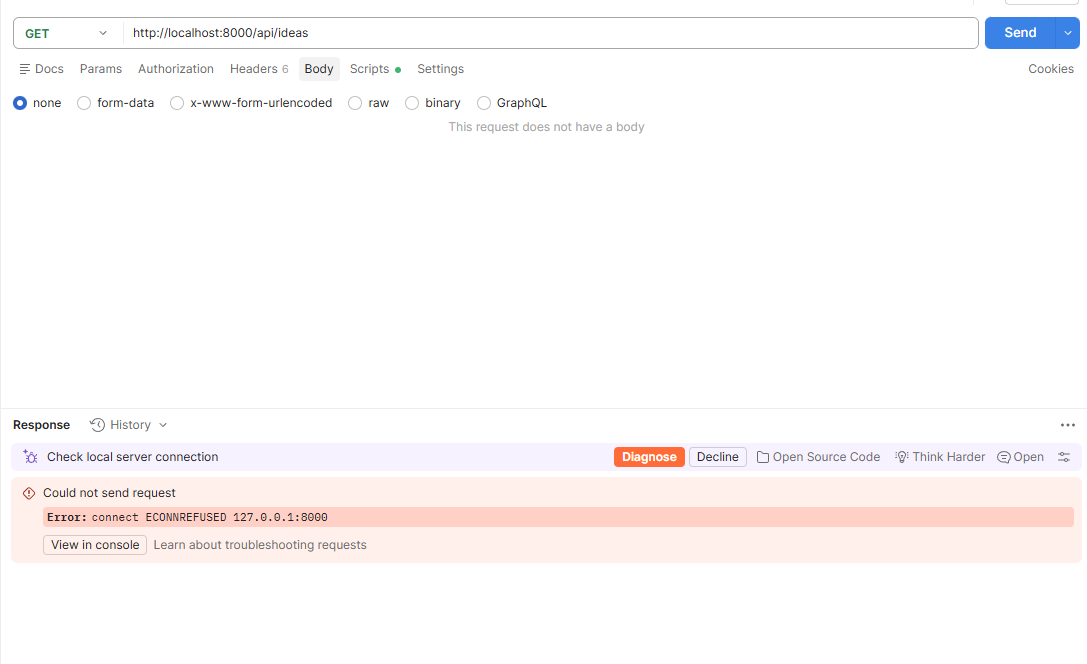 GET http://localhost:8000/api/ideas Send
Docs Params Authorization Headers 6 Body Scripts Settings Cookies
none form-data x-www-form-urlencoded raw binary GraphQL
This request does not have a body
Response History
Check local server connection Diagnose Decline Open Source Code Think Harder Open
Could not send request
Error: connect ECONNREFUSED 127.0.0.1:8000
View in console Learn about troubleshooting requests